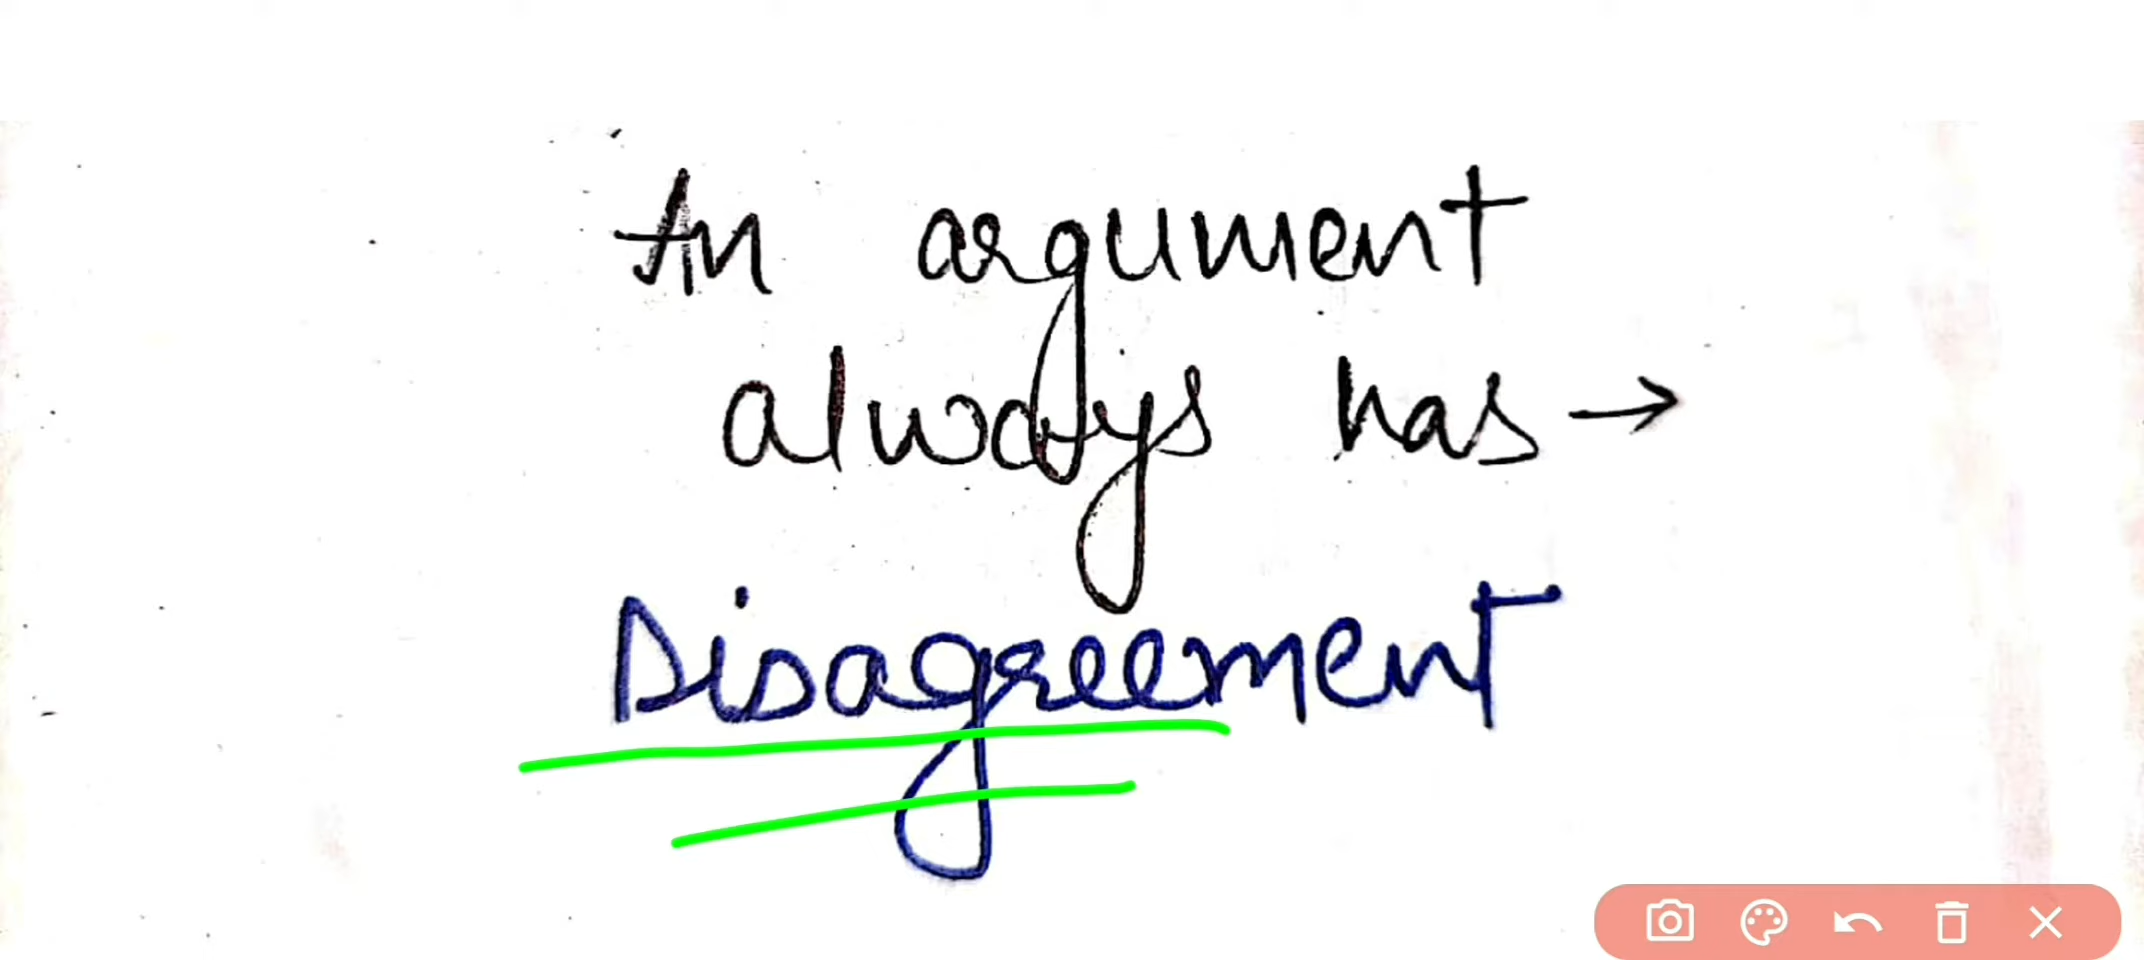 An argument
always has →
Disagreement